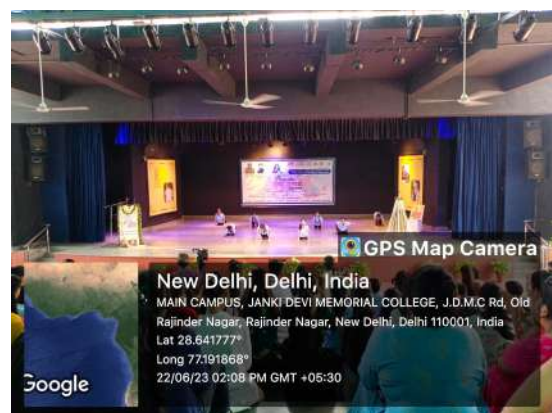 GPS Map Camera
New Delhi, Delhi, India
MAIN CAMPUS, JANKI DEVI MEMORIAL COLLEGE, J.D.M.C Rd, Old
Rajinder Nagar, Rajinder Nagar, New Delhi, Delhi 110001, India
Lat 28.641777°
Long 77.191868°
22/06/23 02:08 PM GMT +05:30
Google